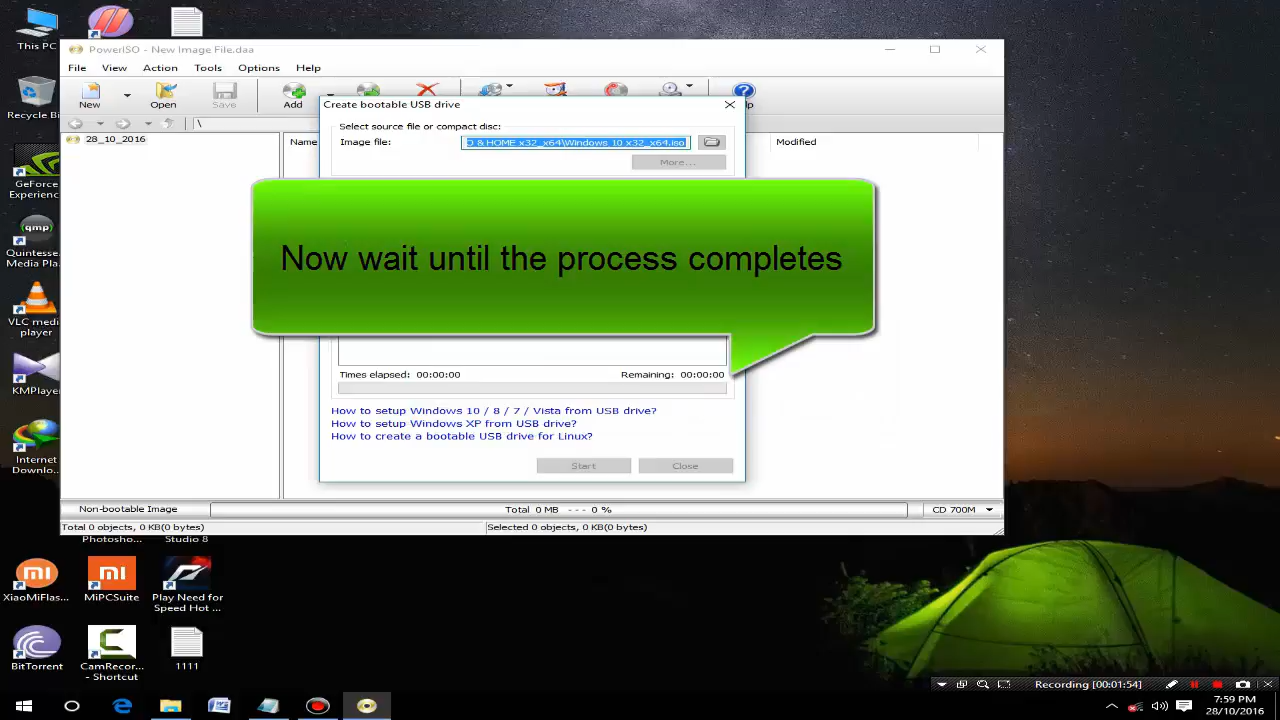 This PC
PowerISO - New Image File.daa
File View Action Tools Options Help
New Open Save Add
Create bootable USB drive
Select source file or compact disc:
Image file: O & HOME x32_x64\Windows 10 x32_x64.iso
More...
\
28_10_2016
Name
Modified
Recycle Bi
GeForce
Experienc...
Quintesse...
Media Pla...
VLC media
player
KMPlayer
Internet
Downlo...
Now wait until the process completes
Times elapsed: 00:00:00 Remaining: 00:00:00
How to setup Windows 10 / 8 / 7 / Vista from USB drive?
How to setup Windows XP from USB drive?
How to create a bootable USB drive for Linux?
Start Close
Non-bootable Image Total 0 MB --- 0 % CD 700M
Total 0 objects, 0 KB(0 bytes) Selected 0 objects, 0 KB(0 bytes)
Photosho... Studio 8
XiaoMiFlas... MiPCSuite Play Need for
Speed Hot ...
BitTorrent CamRecor...
- Shortcut
1111
Recording [00:01:54]
7:59 PM
28/10/2016